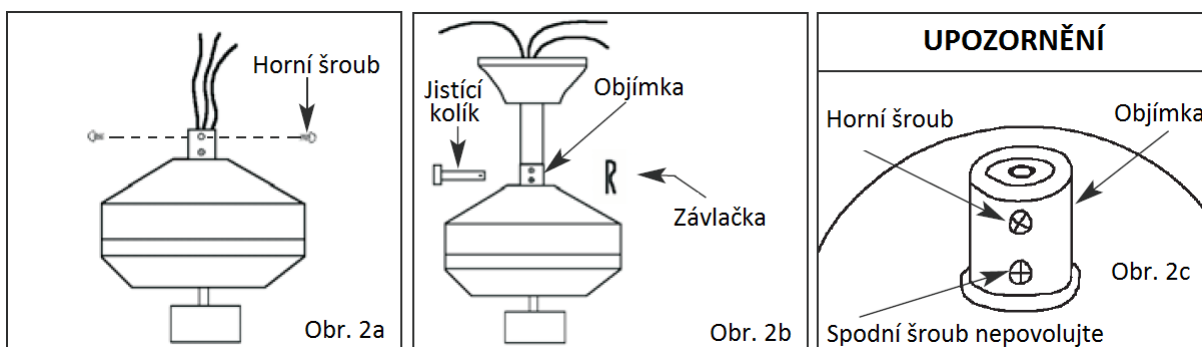 Horní šroub
Obr. 2a
Jistící
kolík
Objímka
Závlačka
Obr. 2b
UPOZORNĚNÍ
Horní šroub
Objímka
Obr. 2c
Spodní šroub nepovolujte